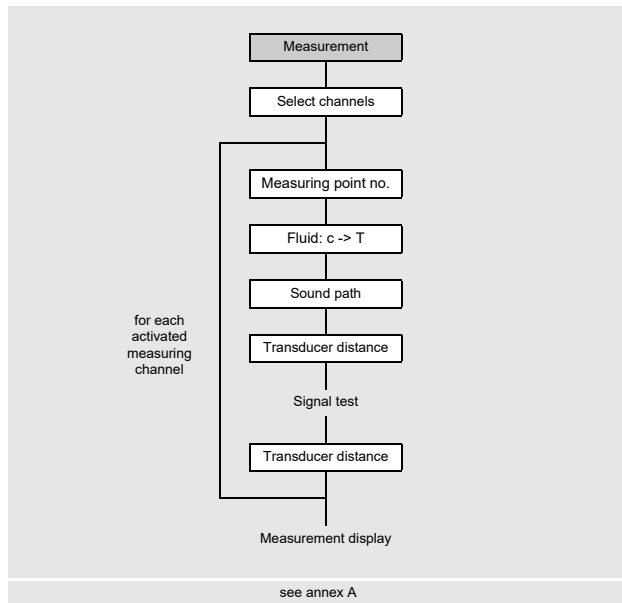 Measurement
Select channels
Measuring point no.
Fluid: c -> T
Sound path
for each
activated
measuring
channel
Transducer distance
Signal test
Transducer distance
Measurement display
see annex A